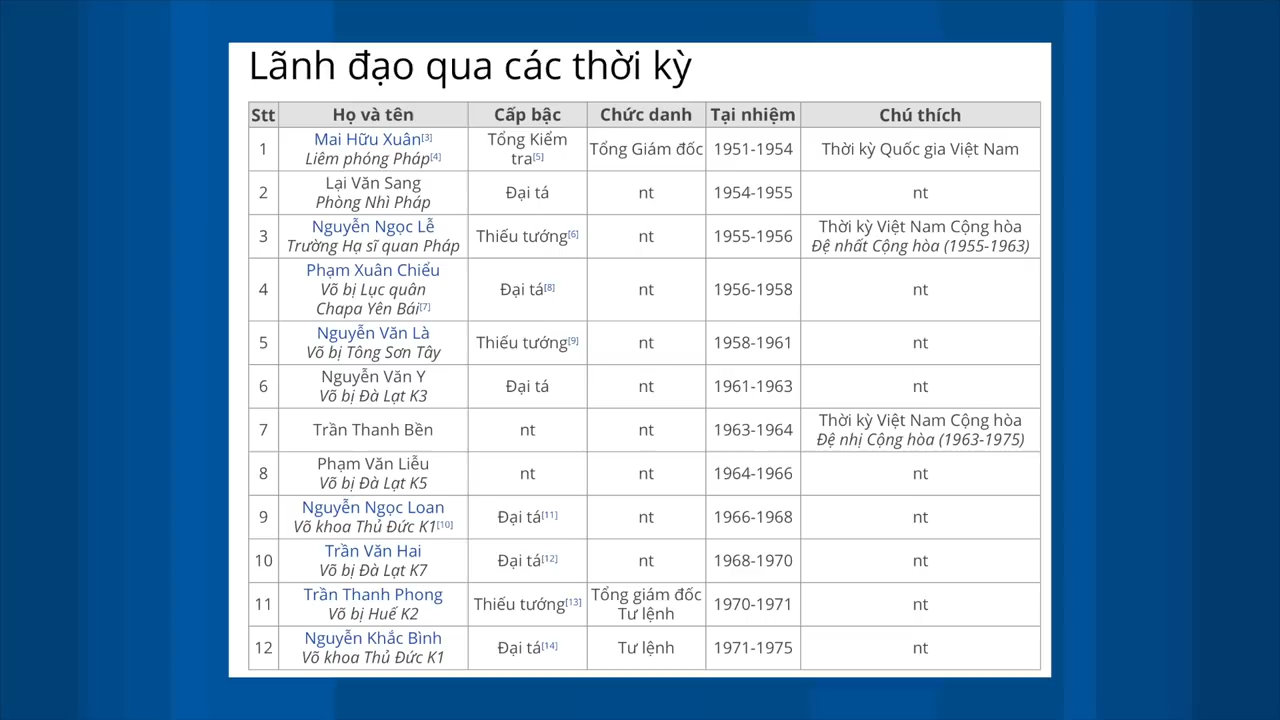 Lãnh đạo qua các thời kỳ
Stt Họ và tên Cấp bậc Chức danh Tại nhiệm Chú thích
1 Mai Hữu Xuân[3] Liêm phóng Pháp[4] Tổng Kiểm tra[5] Tổng Giám đốc 1951-1954 Thời kỳ Quốc gia Việt Nam
2 Lại Văn Sang Phòng Nhì Pháp Đại tá nt 1954-1955 nt
3 Nguyễn Ngọc Lễ Trường Hạ sĩ quan Pháp Thiếu tướng[6] nt 1955-1956 Thời kỳ Việt Nam Cộng hòa Đệ nhất Cộng hòa (1955-1963)
4 Phạm Xuân Chiểu Võ bị Lục quân Chapa Yên Bái[7] Đại tá[8] nt 1956-1958 nt
5 Nguyễn Văn Là Võ bị Tông Sơn Tây Thiếu tướng[9] nt 1958-1961 nt
6 Nguyễn Văn Y Võ bị Đà Lạt K3 Đại tá nt 1961-1963 nt
7 Trần Thanh Bền nt nt 1963-1964 Thời kỳ Việt Nam Cộng hòa Đệ nhị Cộng hòa (1963-1975)
8 Phạm Văn Liễu Võ bị Đà Lạt K5 nt nt 1964-1966 nt
9 Nguyễn Ngọc Loan Võ khoa Thủ Đức K1[10] Đại tá[11] nt 1966-1968 nt
10 Trần Văn Hai Võ bị Đà Lạt K7 Đại tá[12] nt 1968-1970 nt
11 Trần Thanh Phong Võ bị Huế K2 Thiếu tướng[13] Tổng giám đốc Tư lệnh 1970-1971 nt
12 Nguyễn Khắc Bình Võ khoa Thủ Đức K1 Đại tá[14] Tư lệnh 1971-1975 nt